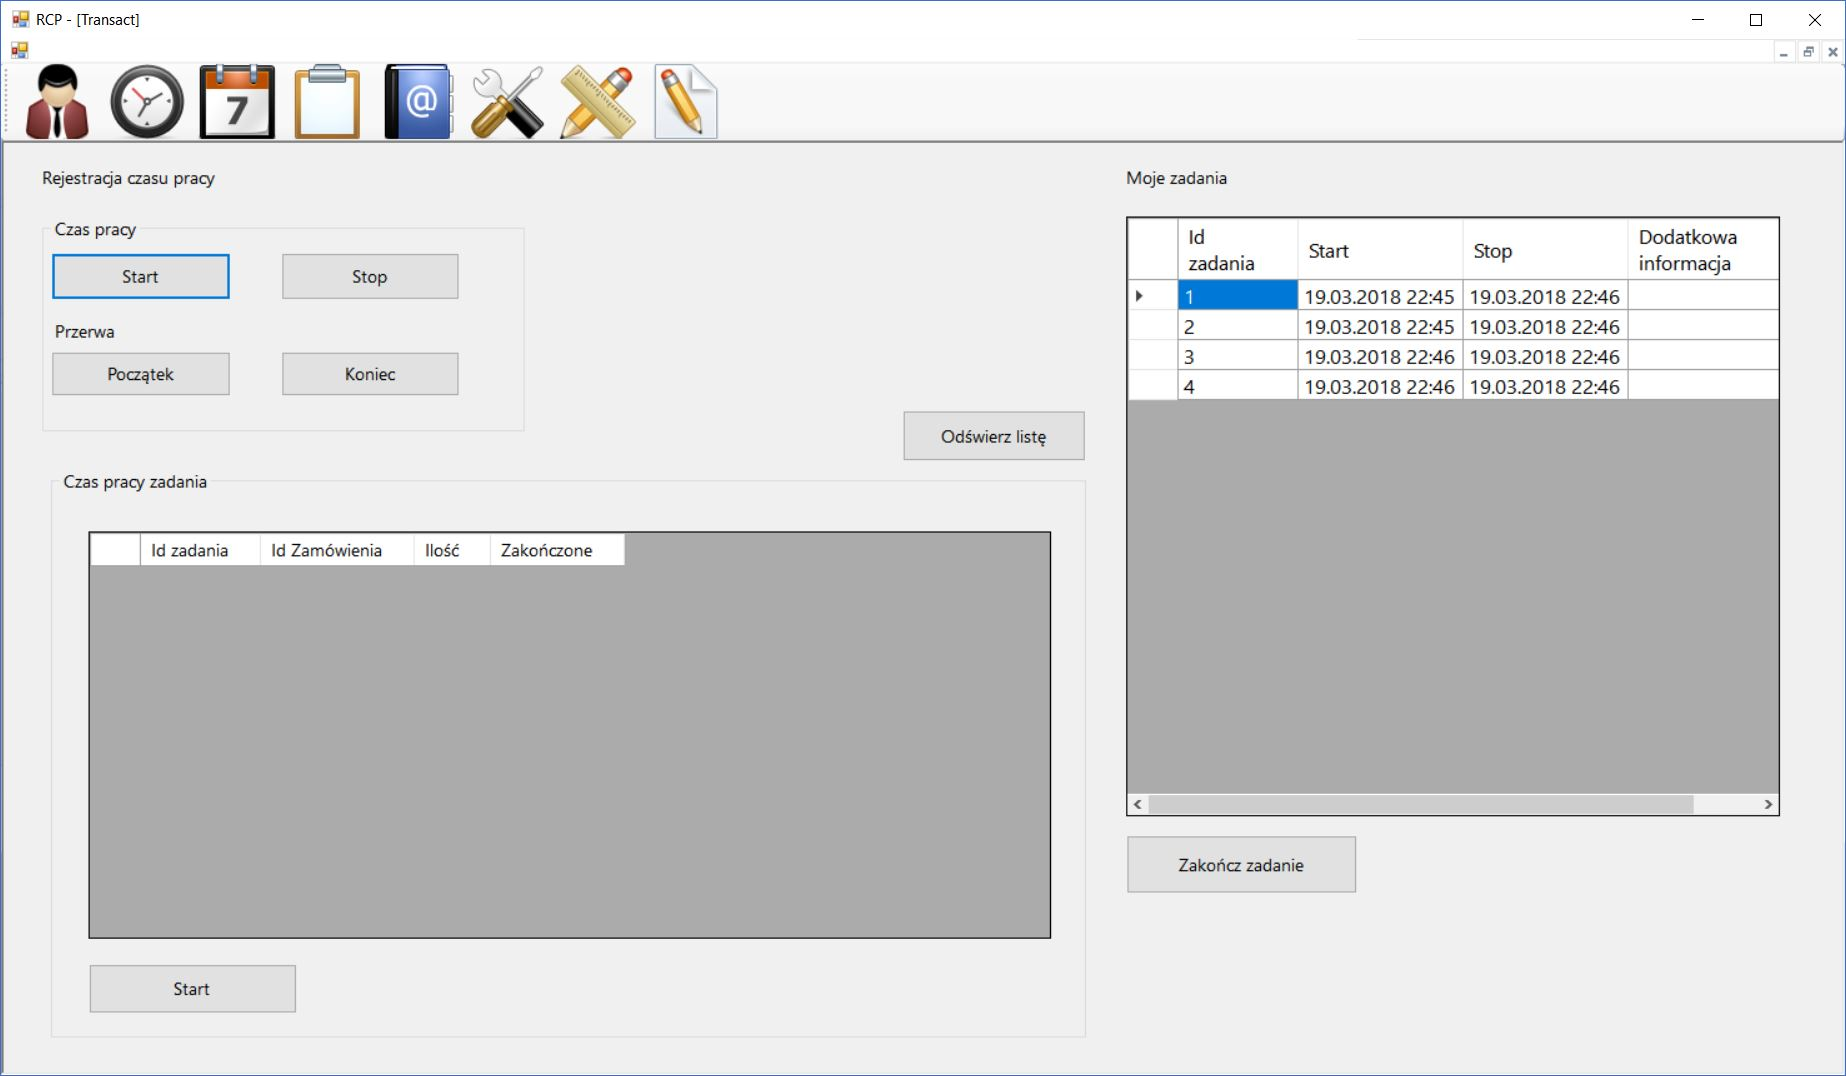 RCP - [Transact]
7
@
Rejestracja czasu pracy
Czas pracy
Start
Stop
Przerwa
Początek
Koniec
Odświerz listę
Czas pracy zadania
Id zadania Id Zamówienia Ilość Zakończone
Start
Moje zadania
Id zadania Start Stop Dodatkowa informacja
1 19.03.2018 22:45 19.03.2018 22:46
2 19.03.2018 22:45 19.03.2018 22:46
3 19.03.2018 22:46 19.03.2018 22:46
4 19.03.2018 22:46 19.03.2018 22:46
Zakończ zadanie